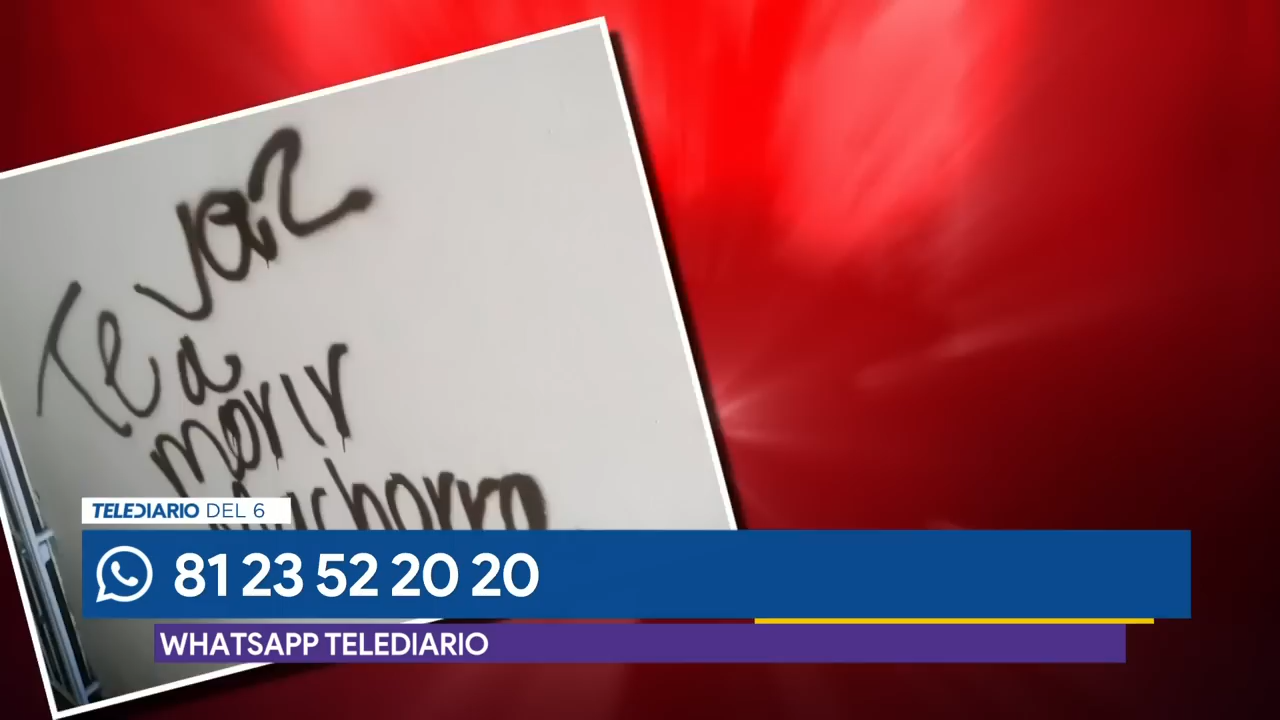 Te vaz
a
morir
TELEDIARIO DEL 6
81 23 52 20 20
WHATSAPP TELEDIARIO